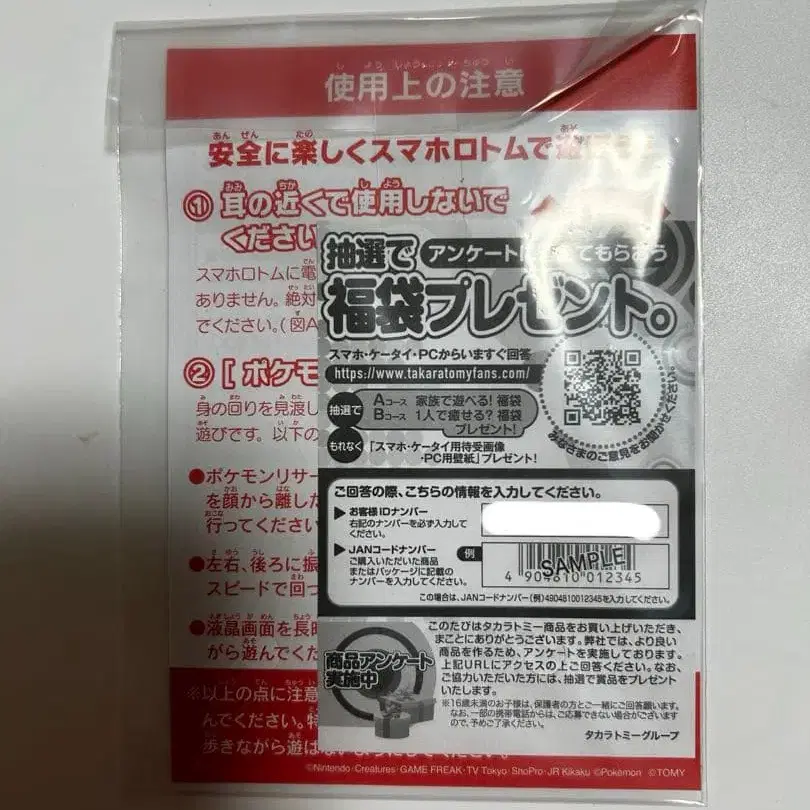 使用上の注意
安全に楽しくスマホロトムで
① 耳の近くで使用しないで
ください
スマホロトムに電
ありません。絶対
でください。(図A
② [ ポケモ
身の回りを見渡し
遊びです。以下の
●ポケモンリサー
を顔から離した
行ってください
●左右、後ろに振
スピードで回っ
●液晶画面を長時
がら遊んでくだ
※以上の点に注意
んでください。特
歩きながら遊ば
抽選で
アンケートに
てもらおう
福袋プレゼント。
スマホ・ケータイ・PCからいますぐ回答
https://www.takaratomyfans.com/
抽選で
Aコース 家族で遊べる! 福袋
Bコース 1人で癒せる? 福袋
プレゼント!
もれなく
「スマホ・ケータイ用待受画像
・PC用壁紙」プレゼント!
みなさまのご意見をお聞かせください。
ご回答の際、こちらの情報を入力してください。
▶ お客様IDナンバー
右記のナンバーを必ず入力して
ください。
▶ JANコードナンバー
ご購入いただいた商品
またはパッケージに記載の
ナンバーを入力してください。
例
SAMPLE
4 904810 012345
この場合は、JANコードナンバー(例)4904810012345を入力してください。
商品アンケート
実施中
このたびはタカラトミー商品をお買い上げいただき、
まことにありがとうございます。弊社では、より良い
商品を作るため、アンケートを実施しております。
上記URLにアクセスの上ご回答ください。なお、
ご協力いただいた方には、抽選で賞品をプレゼント
いたします。
※16歳未満のお子様は、保護者の方とご一緒にご回答願います。
なお、一部の携帯電話からは、ご応募できない場合がございますので、
予めご了承ください。
タカラトミーグループ
©Nintendo・Creatures・GAME FREAK・TV Tokyo・ShoPro・JR Kikaku ©Pokémon ©TOMY